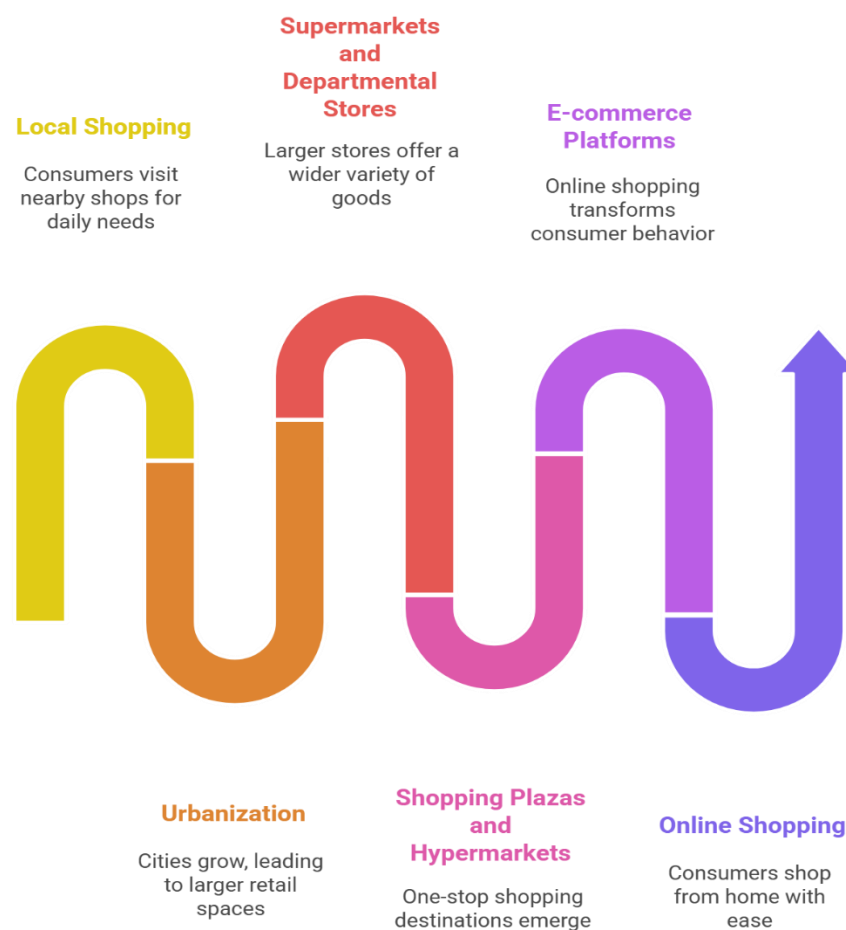 Local Shopping
Consumers visit
nearby shops for
daily needs
Urbanization
Cities grow, leading
to larger retail
spaces
Supermarkets
and
Departmental
Stores
Larger stores offer a
wider variety of
goods
Shopping Plazas
and
Hypermarkets
One-stop shopping
destinations emerge
E-commerce
Platforms
Online shopping
transforms
consumer behavior
Online Shopping
Consumers shop
from home with
ease